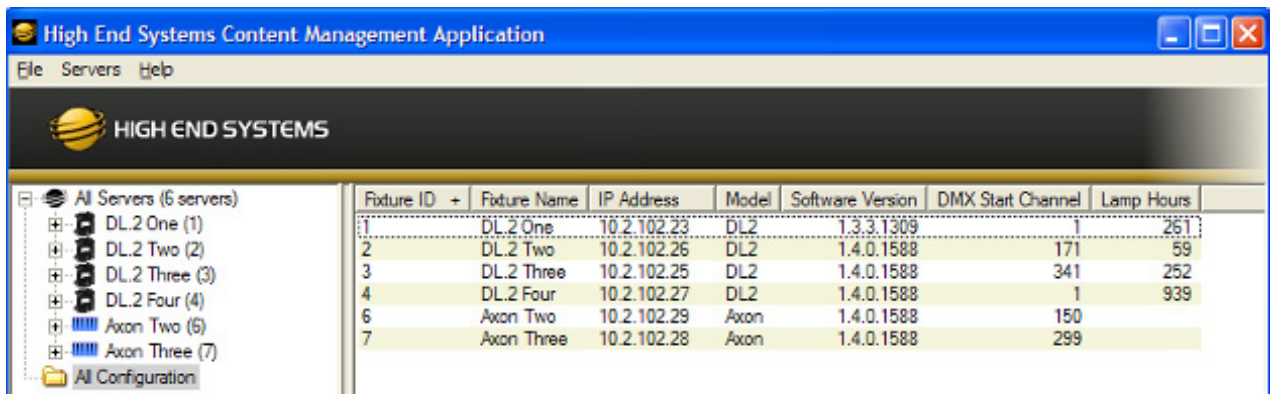 High End Systems Content Management Application
File Servers Help
HIGH END SYSTEMS
All Servers (6 servers)
DL.2 One (1)
DL.2 Two (2)
DL.2 Three (3)
DL.2 Four (4)
Axon Two (6)
Axon Three (7)
All Configuration
Fixture ID + Fixture Name IP Address Model Software Version DMX Start Channel Lamp Hours
1 DL.2 One 10.2.102.23 DL2 1.3.3.1309 1 261
2 DL.2 Two 10.2.102.26 DL2 1.4.0.1588 171 59
3 DL.2 Three 10.2.102.25 DL2 1.4.0.1588 341 252
4 DL.2 Four 10.2.102.27 DL2 1.4.0.1588 1 939
6 Axon Two 10.2.102.29 Axon 1.4.0.1588 150
7 Axon Three 10.2.102.28 Axon 1.4.0.1588 299